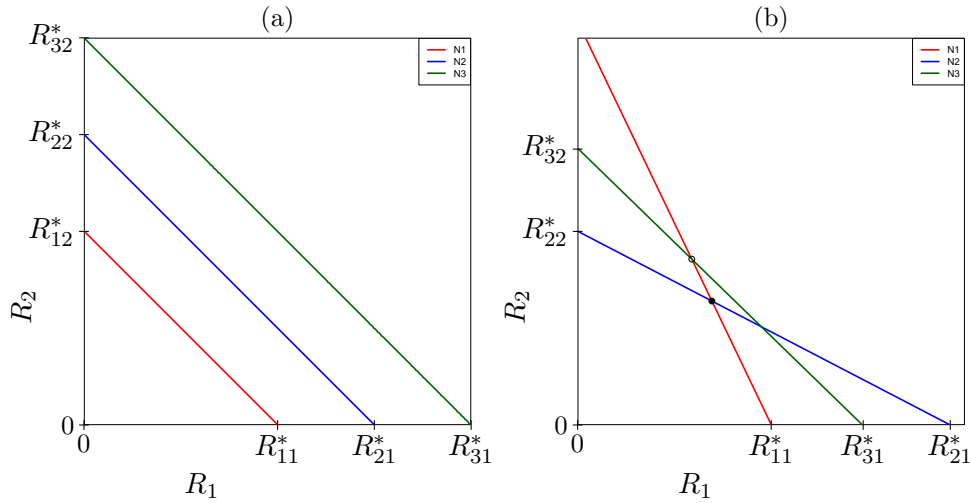 (a)
R*32
R*22
R*12
0
R2
0 R*11 R*21 R*31
R1
N1
N2
N3
(b)
R*32
R*22
0
R2
0 R*11 R*31 R*21
R1
N1
N2
N3